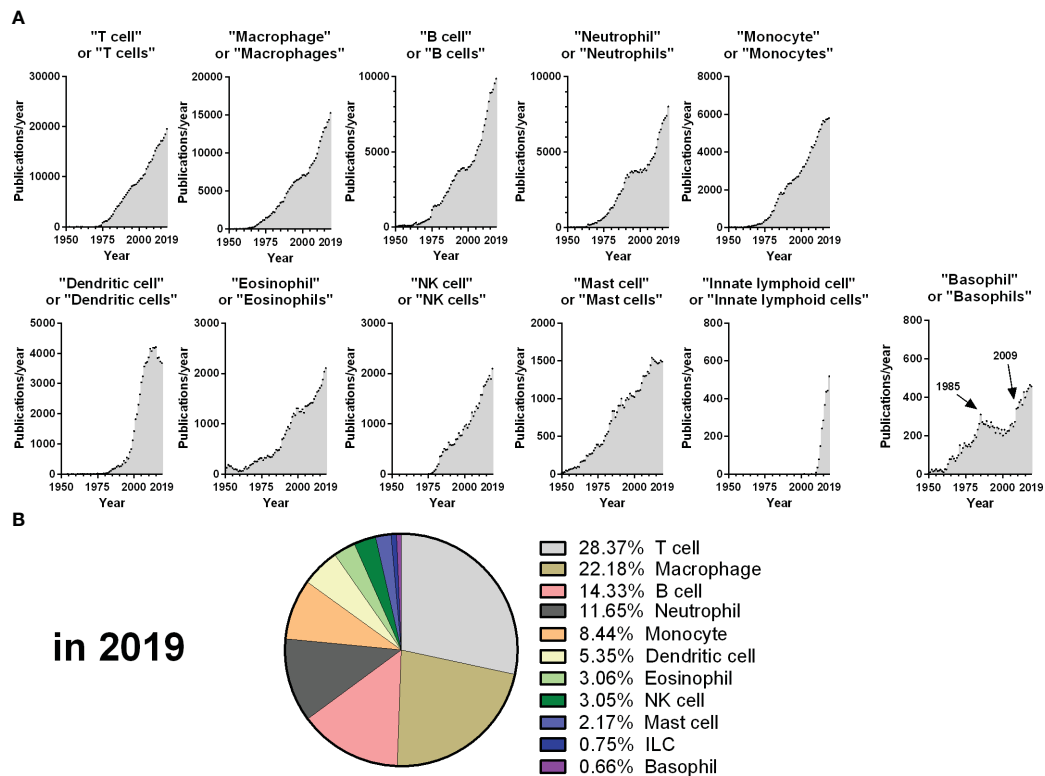 A
"T cell"
or "T cells"
"Macrophage"
or "Macrophages"
"B cell"
or "B cells"
"Neutrophil"
or "Neutrophils"
"Monocyte"
or "Monocytes"
Publications/year
30000
20000
10000
0
1950 1975 2000 2019
Year
Publications/year
20000
15000
10000
5000
0
1950 1975 2000 2019
Year
Publications/year
10000
5000
0
1950 1975 2000 2019
Year
Publications/year
10000
5000
0
1950 1975 2000 2019
Year
Publications/year
8000
6000
4000
2000
0
1950 1975 2000 2019
Year
"Dendritic cell"
or "Dendritic cells"
"Eosinophil"
or "Eosinophils"
"NK cell"
or "NK cells"
"Mast cell"
or "Mast cells"
"Innate lymphoid cell"
or "Innate lymphoid cells"
"Basophil"
or "Basophils"
Publications/year
5000
4000
3000
2000
1000
0
1950 1975 2000 2019
Year
Publications/year
3000
2000
1000
0
1950 1975 2000 2019
Year
Publications/year
3000
2000
1000
0
1950 1975 2000 2019
Year
Publications/year
2000
1500
1000
500
0
1950 1975 2000 2019
Year
Publications/year
800
600
400
200
0
1950 1975 2000 2019
Year
Publications/year
800
600
400
200
0
1985
2009
1950 1975 2000 2019
Year
B
in 2019
28.37% T cell
22.18% Macrophage
14.33% B cell
11.65% Neutrophil
8.44% Monocyte
5.35% Dendritic cell
3.06% Eosinophil
3.05% NK cell
2.17% Mast cell
0.75% ILC
0.66% Basophil